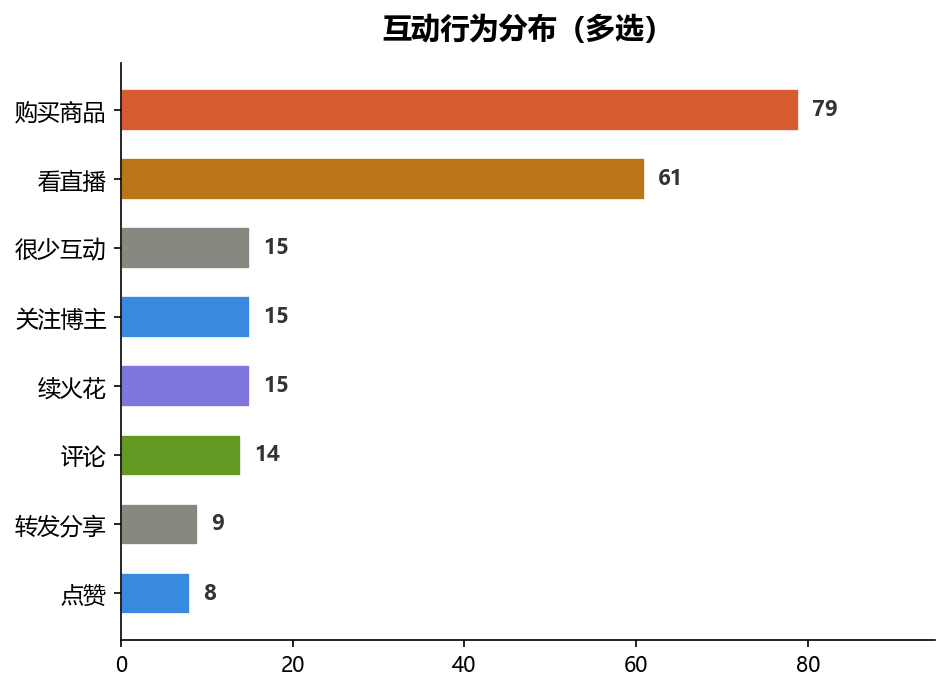 互动行为分布（多选）
购买商品 79
看直播 61
很少互动 15
关注博主 15
续火花 15
评论 14
转发分享 9
点赞 8
0 20 40 60 80